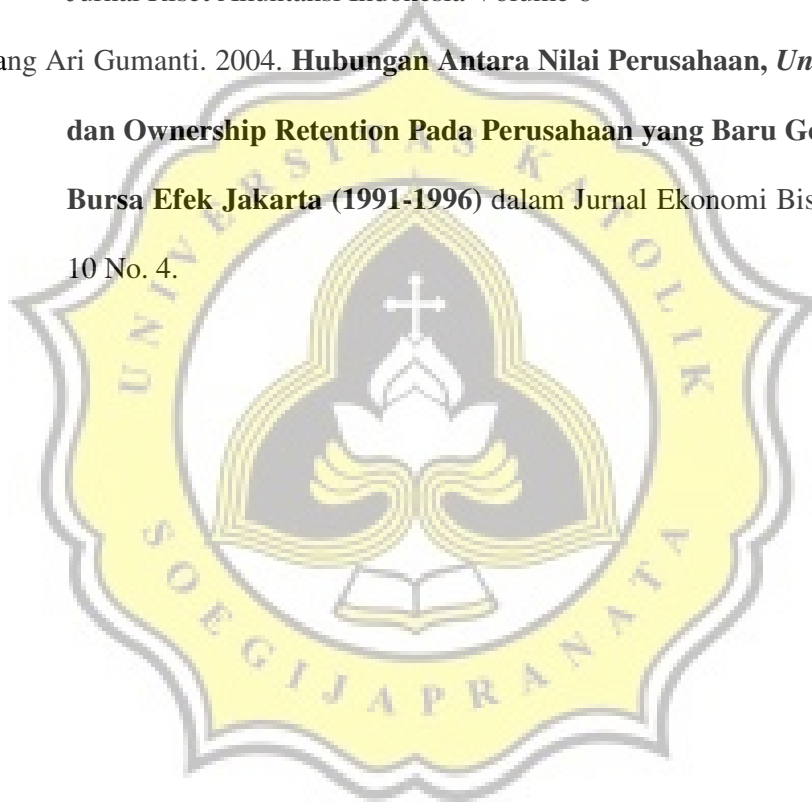 Jurnal Riset Akuntansi Indonesia Volume 6
ang Ari Gumanti. 2004. Hubungan Antara Nilai Perusahaan, Un
dan Ownership Retention Pada Perusahaan yang Baru G
Bursa Efek Jakarta (1991-1996) dalam Jurnal Ekonomi Bis
10 No. 4.
UNIVERSITAS KATOLIK
SOEGIJAPRANATA